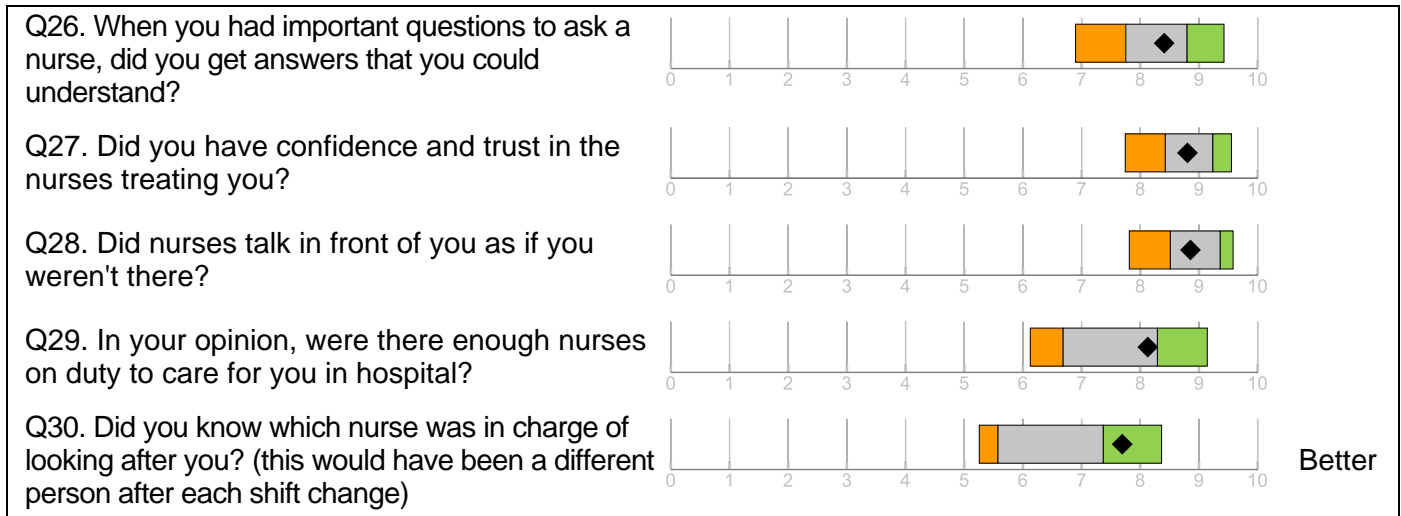 Q26. When you had important questions to ask a
nurse, did you get answers that you could
understand?
0 1 2 3 4 5 6 7 8 9 10
Q27. Did you have confidence and trust in the
nurses treating you?
0 1 2 3 4 5 6 7 8 9 10
Q28. Did nurses talk in front of you as if you
weren't there?
0 1 2 3 4 5 6 7 8 9 10
Q29. In your opinion, were there enough nurses
on duty to care for you in hospital?
0 1 2 3 4 5 6 7 8 9 10
Q30. Did you know which nurse was in charge of
looking after you? (this would have been a different
person after each shift change)
0 1 2 3 4 5 6 7 8 9 10
Better